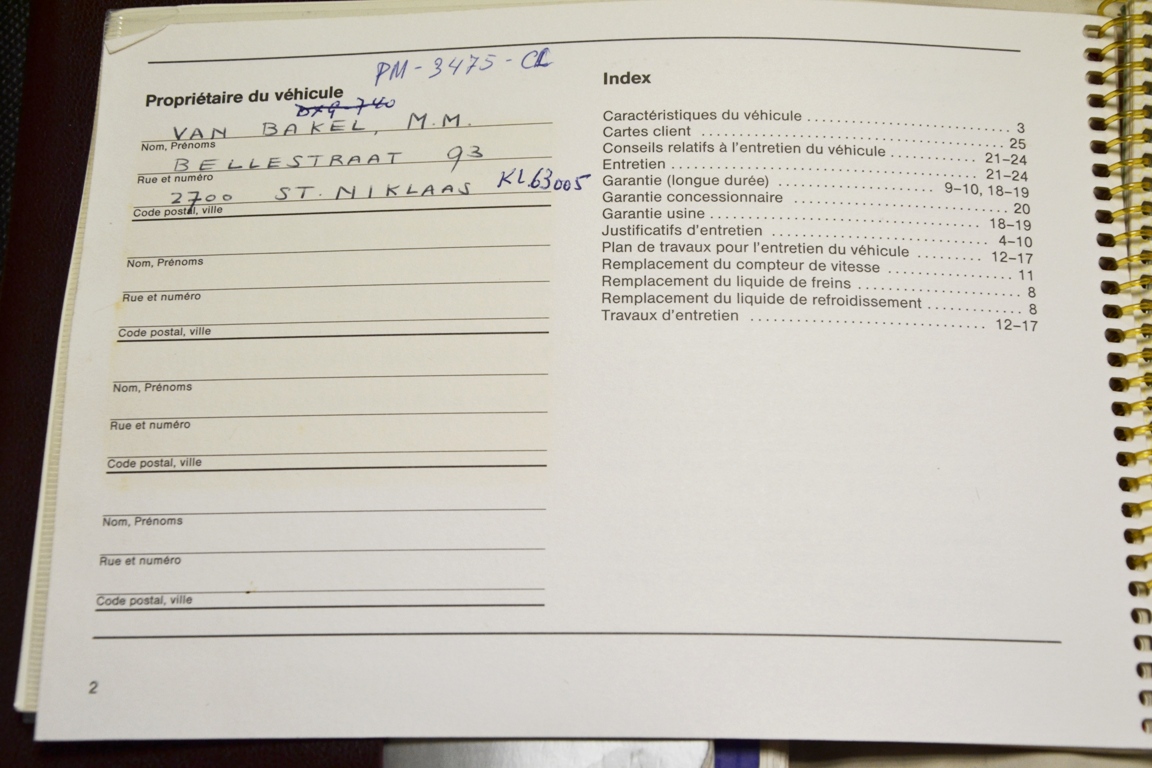 PM-3475-CL
Propriétaire du véhicule
DXG-740
VAN BAKEL, M.M.
Nom, Prénoms
BELLESTRAAT 93
Rue et numéro
2700 ST. NIKLAAS KL63005
Code postal, ville
Nom, Prénoms
Rue et numéro
Code postal, ville
Nom, Prénoms
Rue et numéro
Code postal, ville
Nom, Prénoms
Rue et numéro
Code postal, ville
2
Index
Caractéristiques du véhicule 3
Cartes client 25
Conseils relatifs à l'entretien du véhicule 21–24
Entretien 21–24
Garantie (longue durée) 9–10, 18–19
Garantie concessionnaire 20
Garantie usine 18–19
Justificatifs d'entretien 4–10
Plan de travaux pour l'entretien du véhicule 12–17
Remplacement du compteur de vitesse 11
Remplacement du liquide de freins 8
Remplacement du liquide de refroidissement 8
Travaux d'entretien 12–17